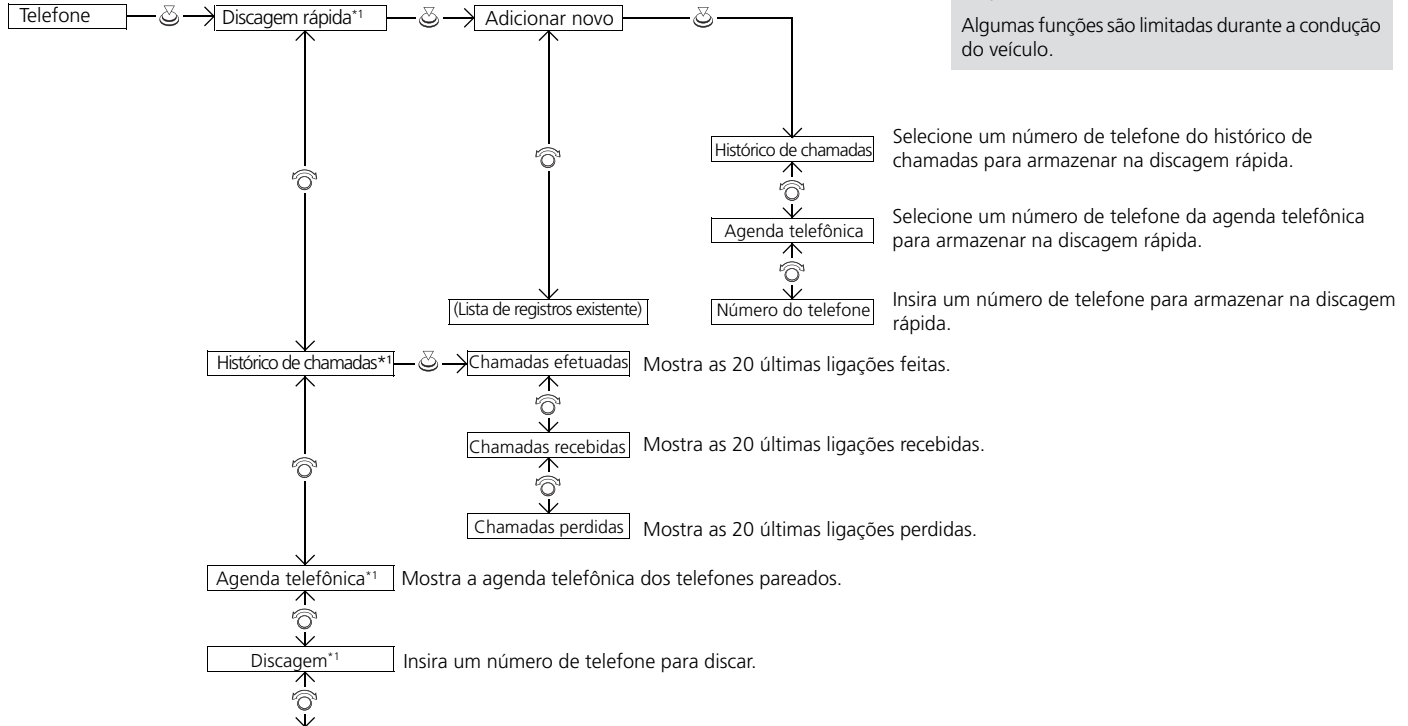 Telefone
Discagem rápida*1
Adicionar novo
Algumas funções são limitadas durante a condução
do veículo.
Histórico de chamadas
Selecione um número de telefone do histórico de
chamadas para armazenar na discagem rápida.
Agenda telefônica
Selecione um número de telefone da agenda telefônica
para armazenar na discagem rápida.
(Lista de registros existente)
Número do telefone
Insira um número de telefone para armazenar na discagem
rápida.
Histórico de chamadas*1
Chamadas efetuadas
Mostra as 20 últimas ligações feitas.
Chamadas recebidas
Mostra as 20 últimas ligações recebidas.
Chamadas perdidas
Mostra as 20 últimas ligações perdidas.
Agenda telefônica*1
Mostra a agenda telefônica dos telefones pareados.
Discagem*1
Insira um número de telefone para discar.